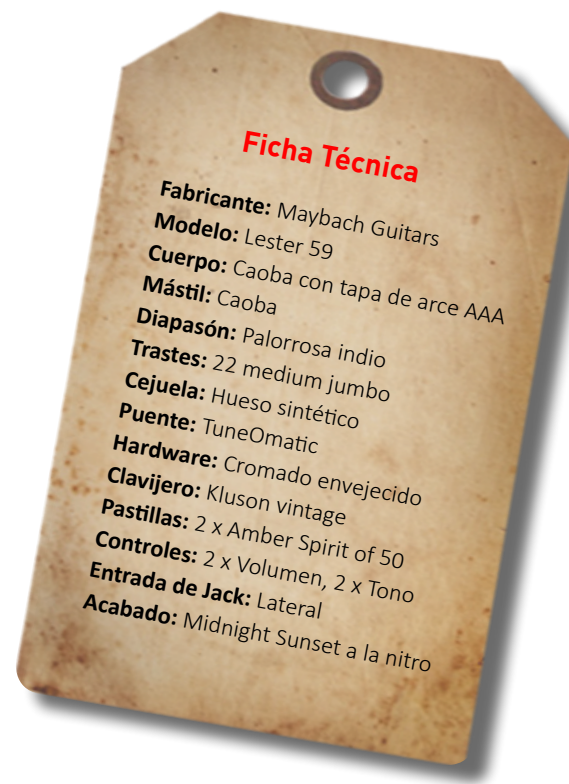 Ficha Técnica
Fabricante: Maybach Guitars
Modelo: Lester 59
Cuerpo: Caoba con tapa de arce AAA
Mástil: Caoba
Diapasón: Palorrosa indio
Trastes: 22 medium jumbo
Cejuela: Hueso sintético
Puente: TuneOmatic
Hardware: Cromado envejecido
Clavijero: Kluson vintage
Pastillas: 2 x Amber Spirit of 50
Controles: 2 x Volumen, 2 x Tono
Entrada de Jack: Lateral
Acabado: Midnight Sunset a la nitro